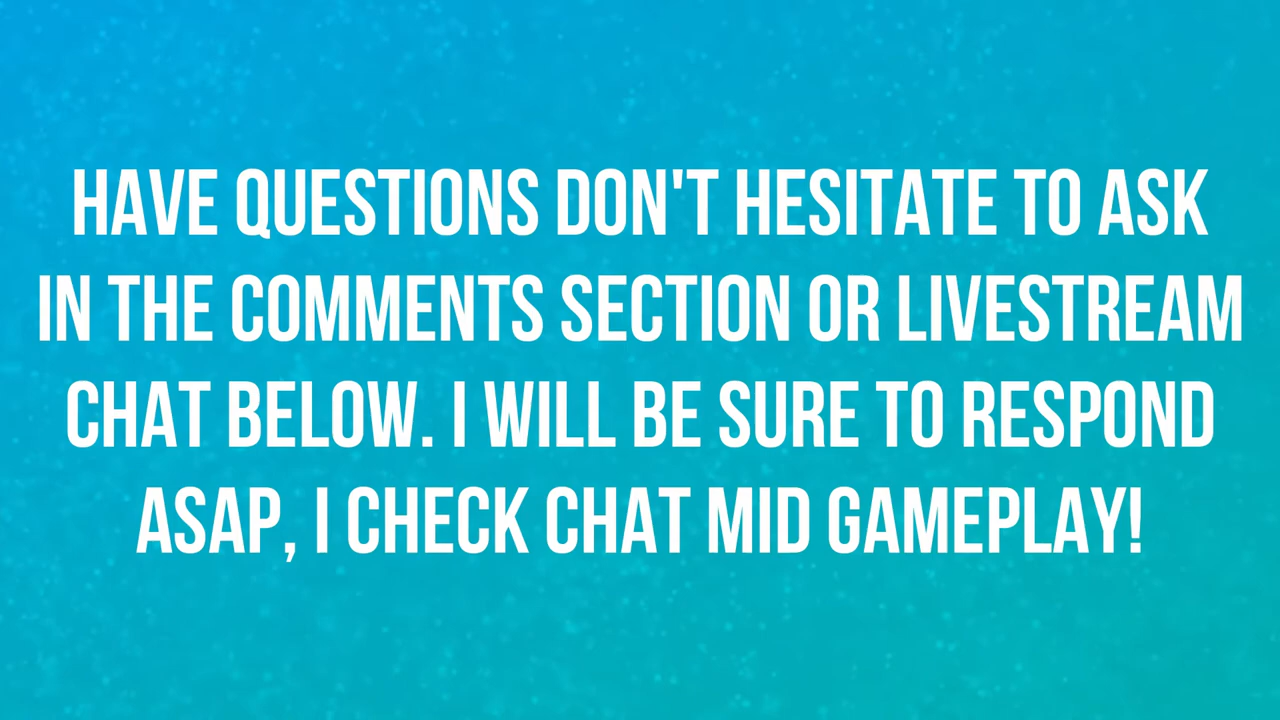 HAVE QUESTIONS DON'T HESITATE TO ASK
IN THE COMMENTS SECTION OR LIVESTREAM
CHAT BELOW. I WILL BE SURE TO RESPOND
ASAP, I CHECK CHAT MID GAMEPLAY!